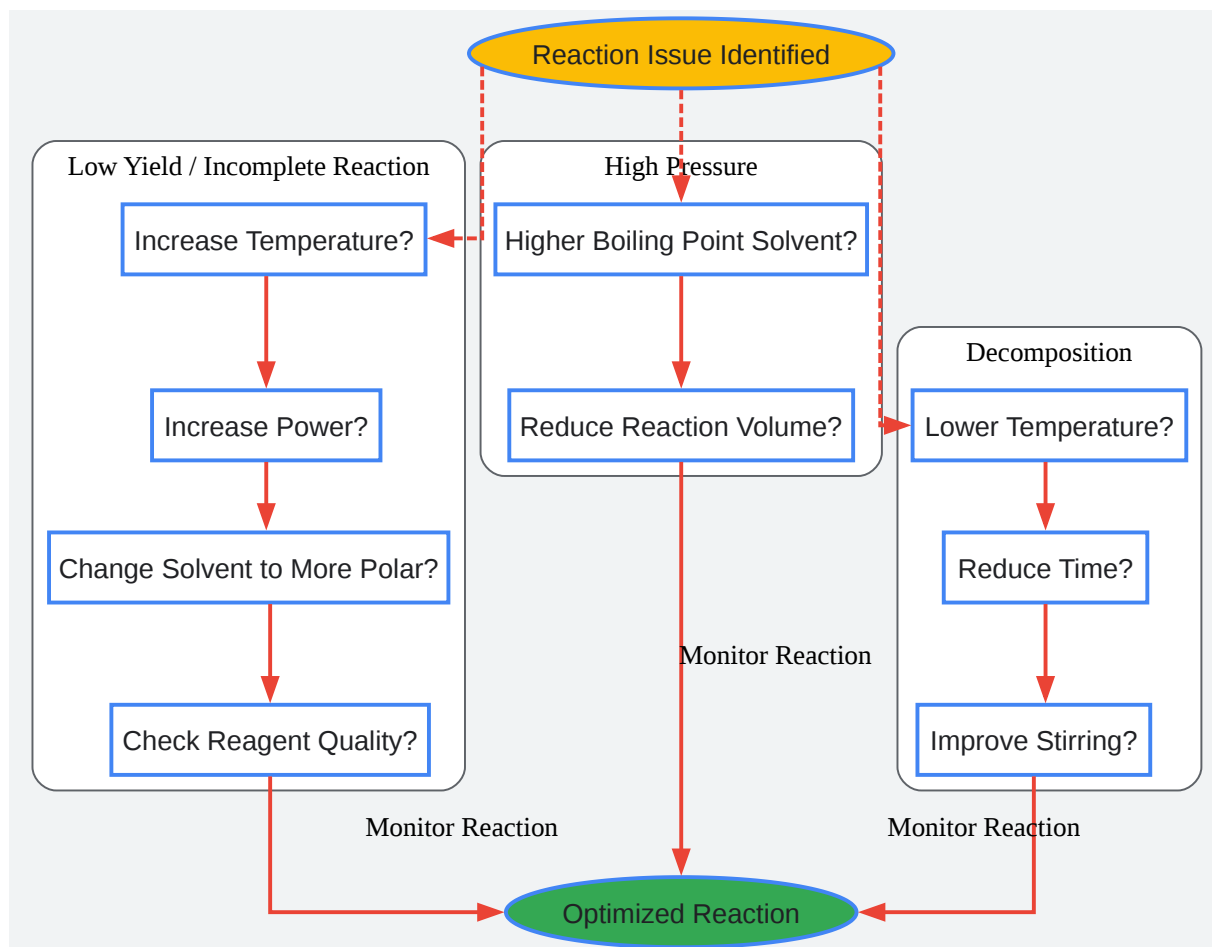 Reaction Issue Identified
Low Yield / Incomplete Reaction
Increase Temperature?
Increase Power?
Change Solvent to More Polar?
Check Reagent Quality?
Monitor Reaction
High Pressure
Higher Boiling Point Solvent?
Reduce Reaction Volume?
Monitor Reaction
Decomposition
Lower Temperature?
Reduce Time?
Improve Stirring?
Monitor Reaction
Optimized Reaction